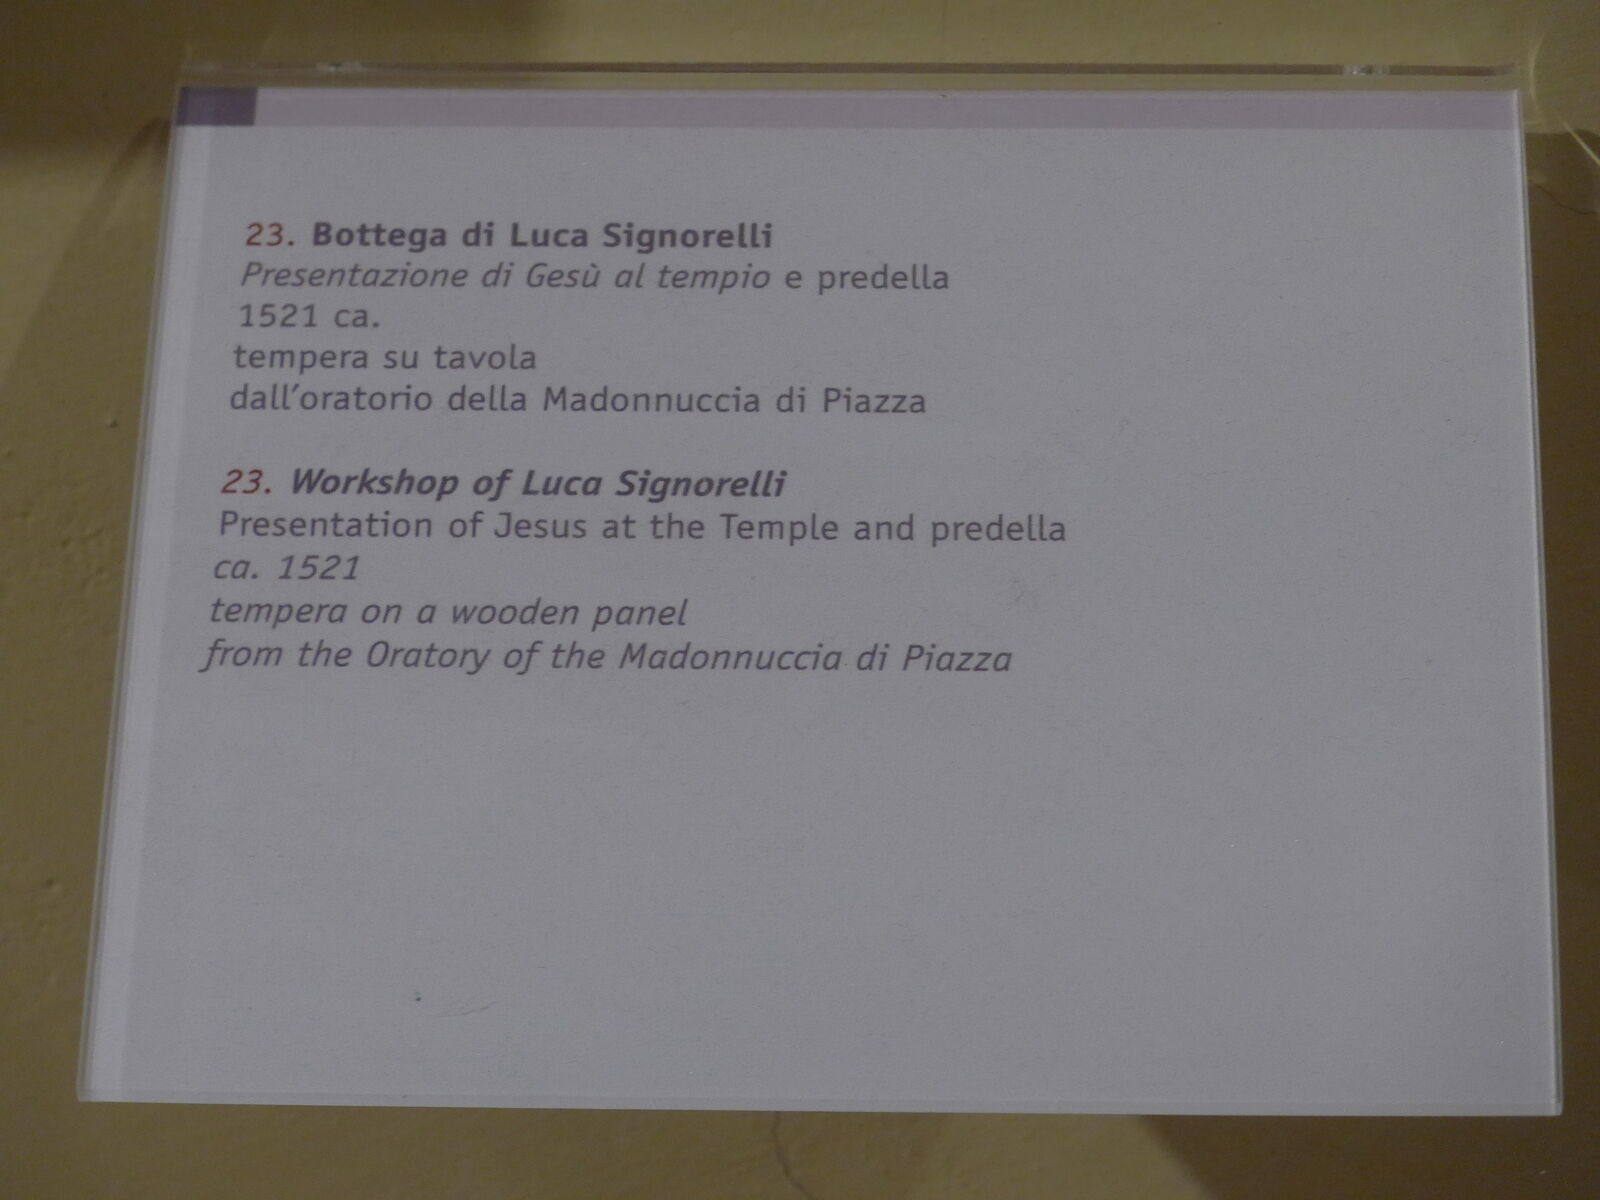 23. Bottega di Luca Signorelli
Presentazione di Gesù al tempio e predella
1521 ca.
tempera su tavola
dall’oratorio della Madonnuccia di Piazza
23. Workshop of Luca Signorelli
Presentation of Jesus at the Temple and predella
ca. 1521
tempera on a wooden panel
from the Oratory of the Madonnuccia di Piazza